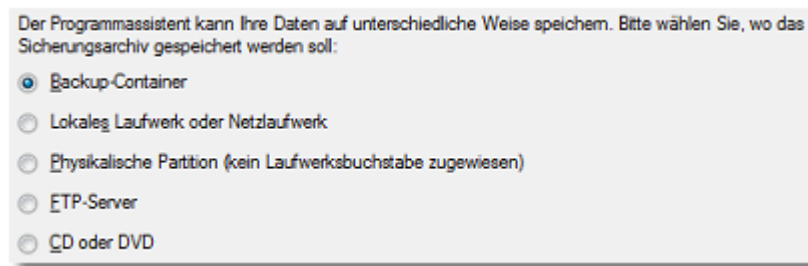 Der Programmassistent kann Ihre Daten auf unterschiedliche Weise speichern. Bitte wählen Sie, wo das
Sicherungsarchiv gespeichert werden soll:
Backup-Container
Lokales Laufwerk oder Netzlaufwerk
Physikalische Partition (kein Laufwerksbuchstabe zugewiesen)
FTP-Server
CD oder DVD